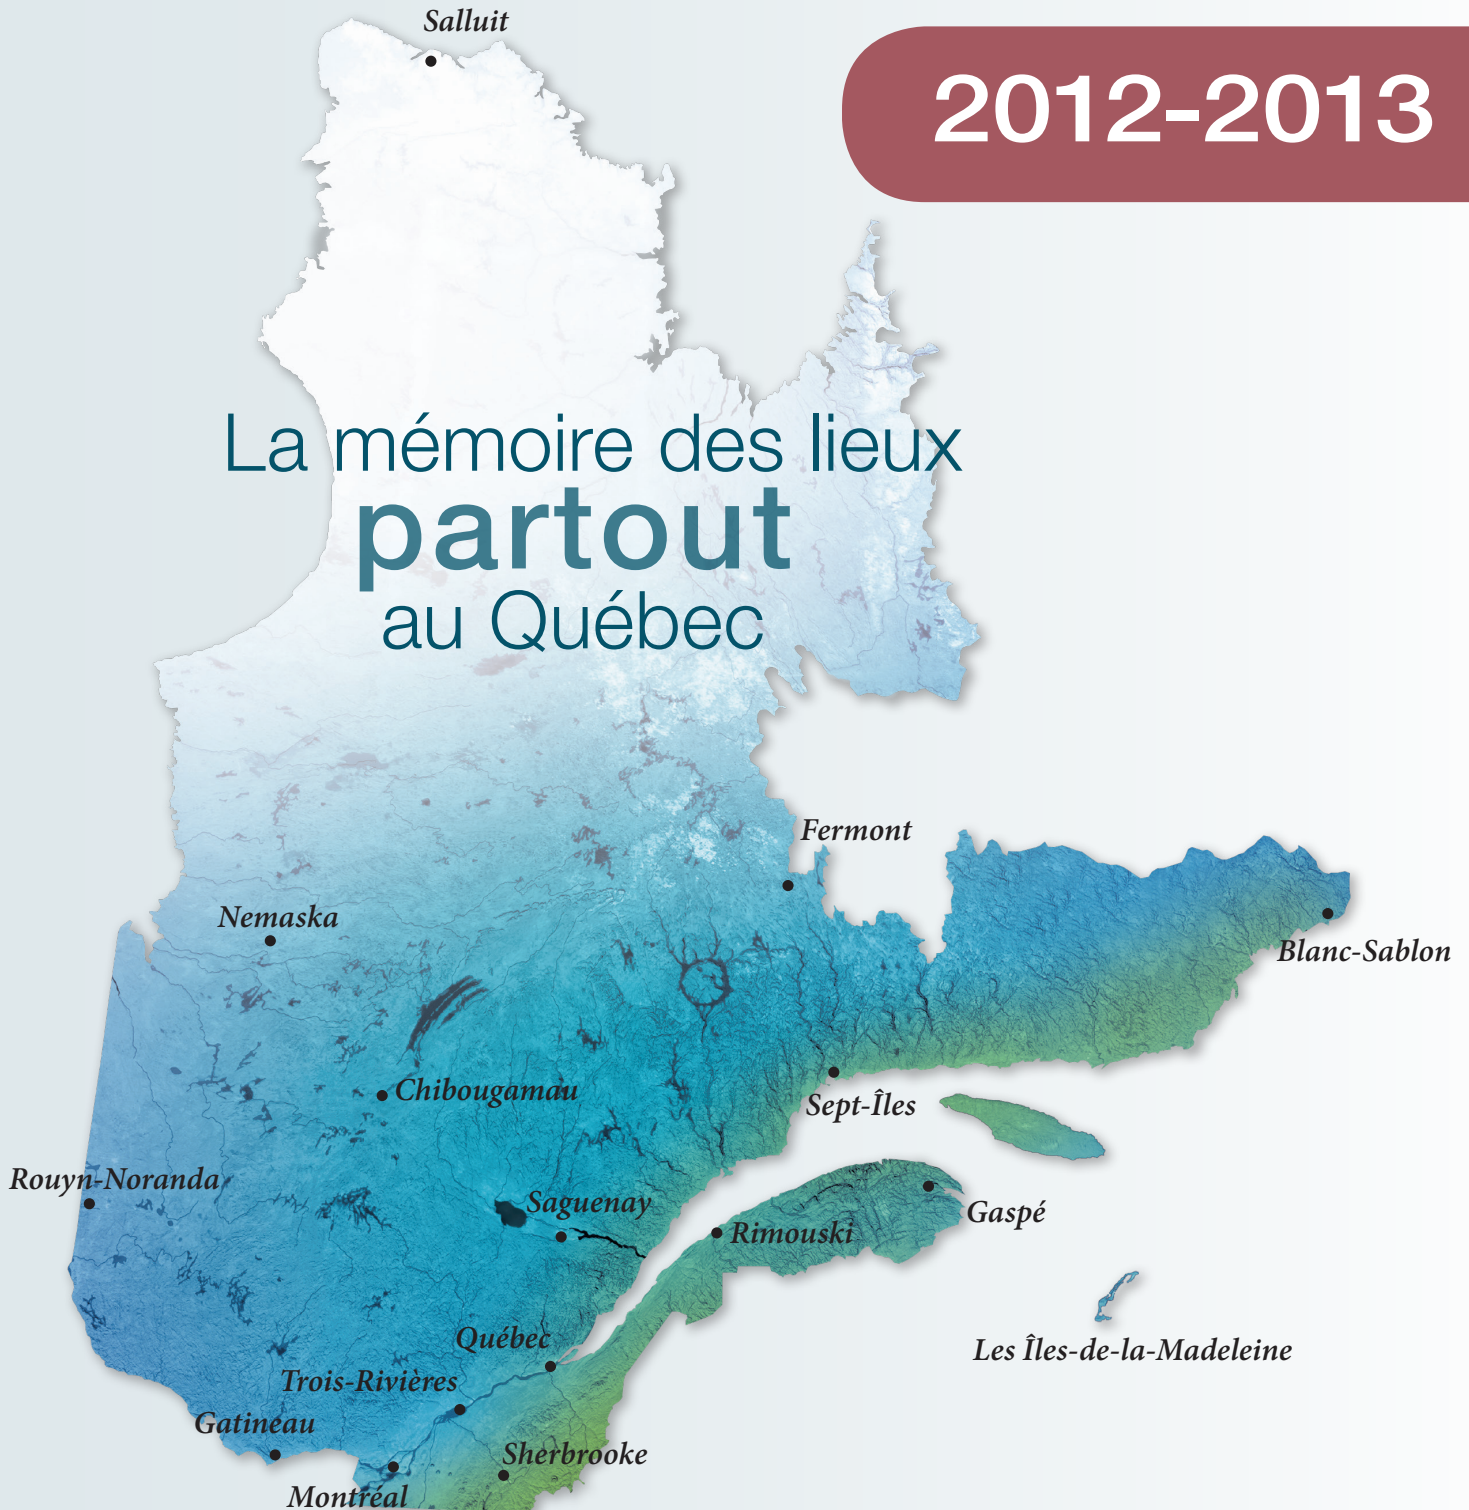 Salluit
2012-2013
La mémoire des lieux
partout
au Québec
Fermont
Nemaska
Blanc-Sablon
Chibougamau
Sept-Îles
Rouyn-Noranda
Saguenay
Gaspé
Rimouski
Québec
Les Îles-de-la-Madeleine
Trois-Rivières
Gatineau
Sherbrooke
Montréal